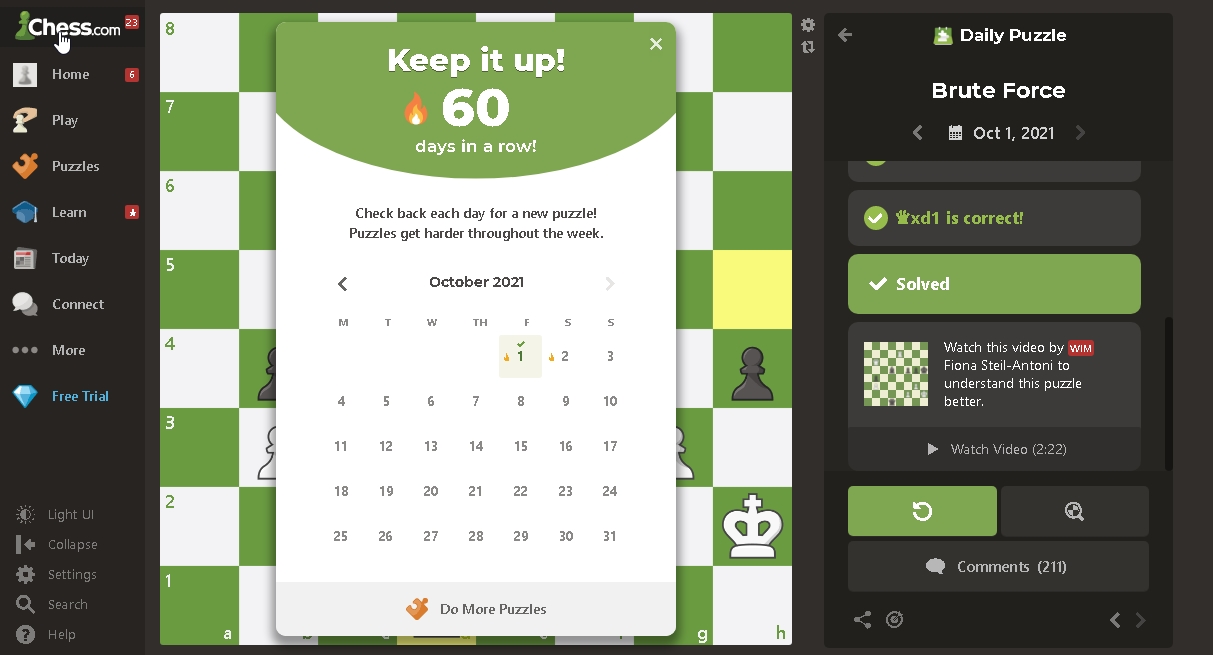 Chess.com
23
Home
6
Play
Puzzles
Learn
Today
Connect
More
Free Trial
Light UI
Collapse
Settings
Search
Help
8
7
6
5
4
3
2
1
a
g
h
Keep it up!
60
days in a row!
Check back each day for a new puzzle!
Puzzles get harder throughout the week.
October 2021
M T W TH F S S
1 2 3
4 5 6 7 8 9 10
11 12 13 14 15 16 17
18 19 20 21 22 23 24
25 26 27 28 29 30 31
Do More Puzzles
Daily Puzzle
Brute Force
Oct 1, 2021
♛xd1 is correct!
Solved
Watch this video by WIM
Fiona Steil-Antoni to
understand this puzzle
better.
Watch Video (2:22)
Comments (211)